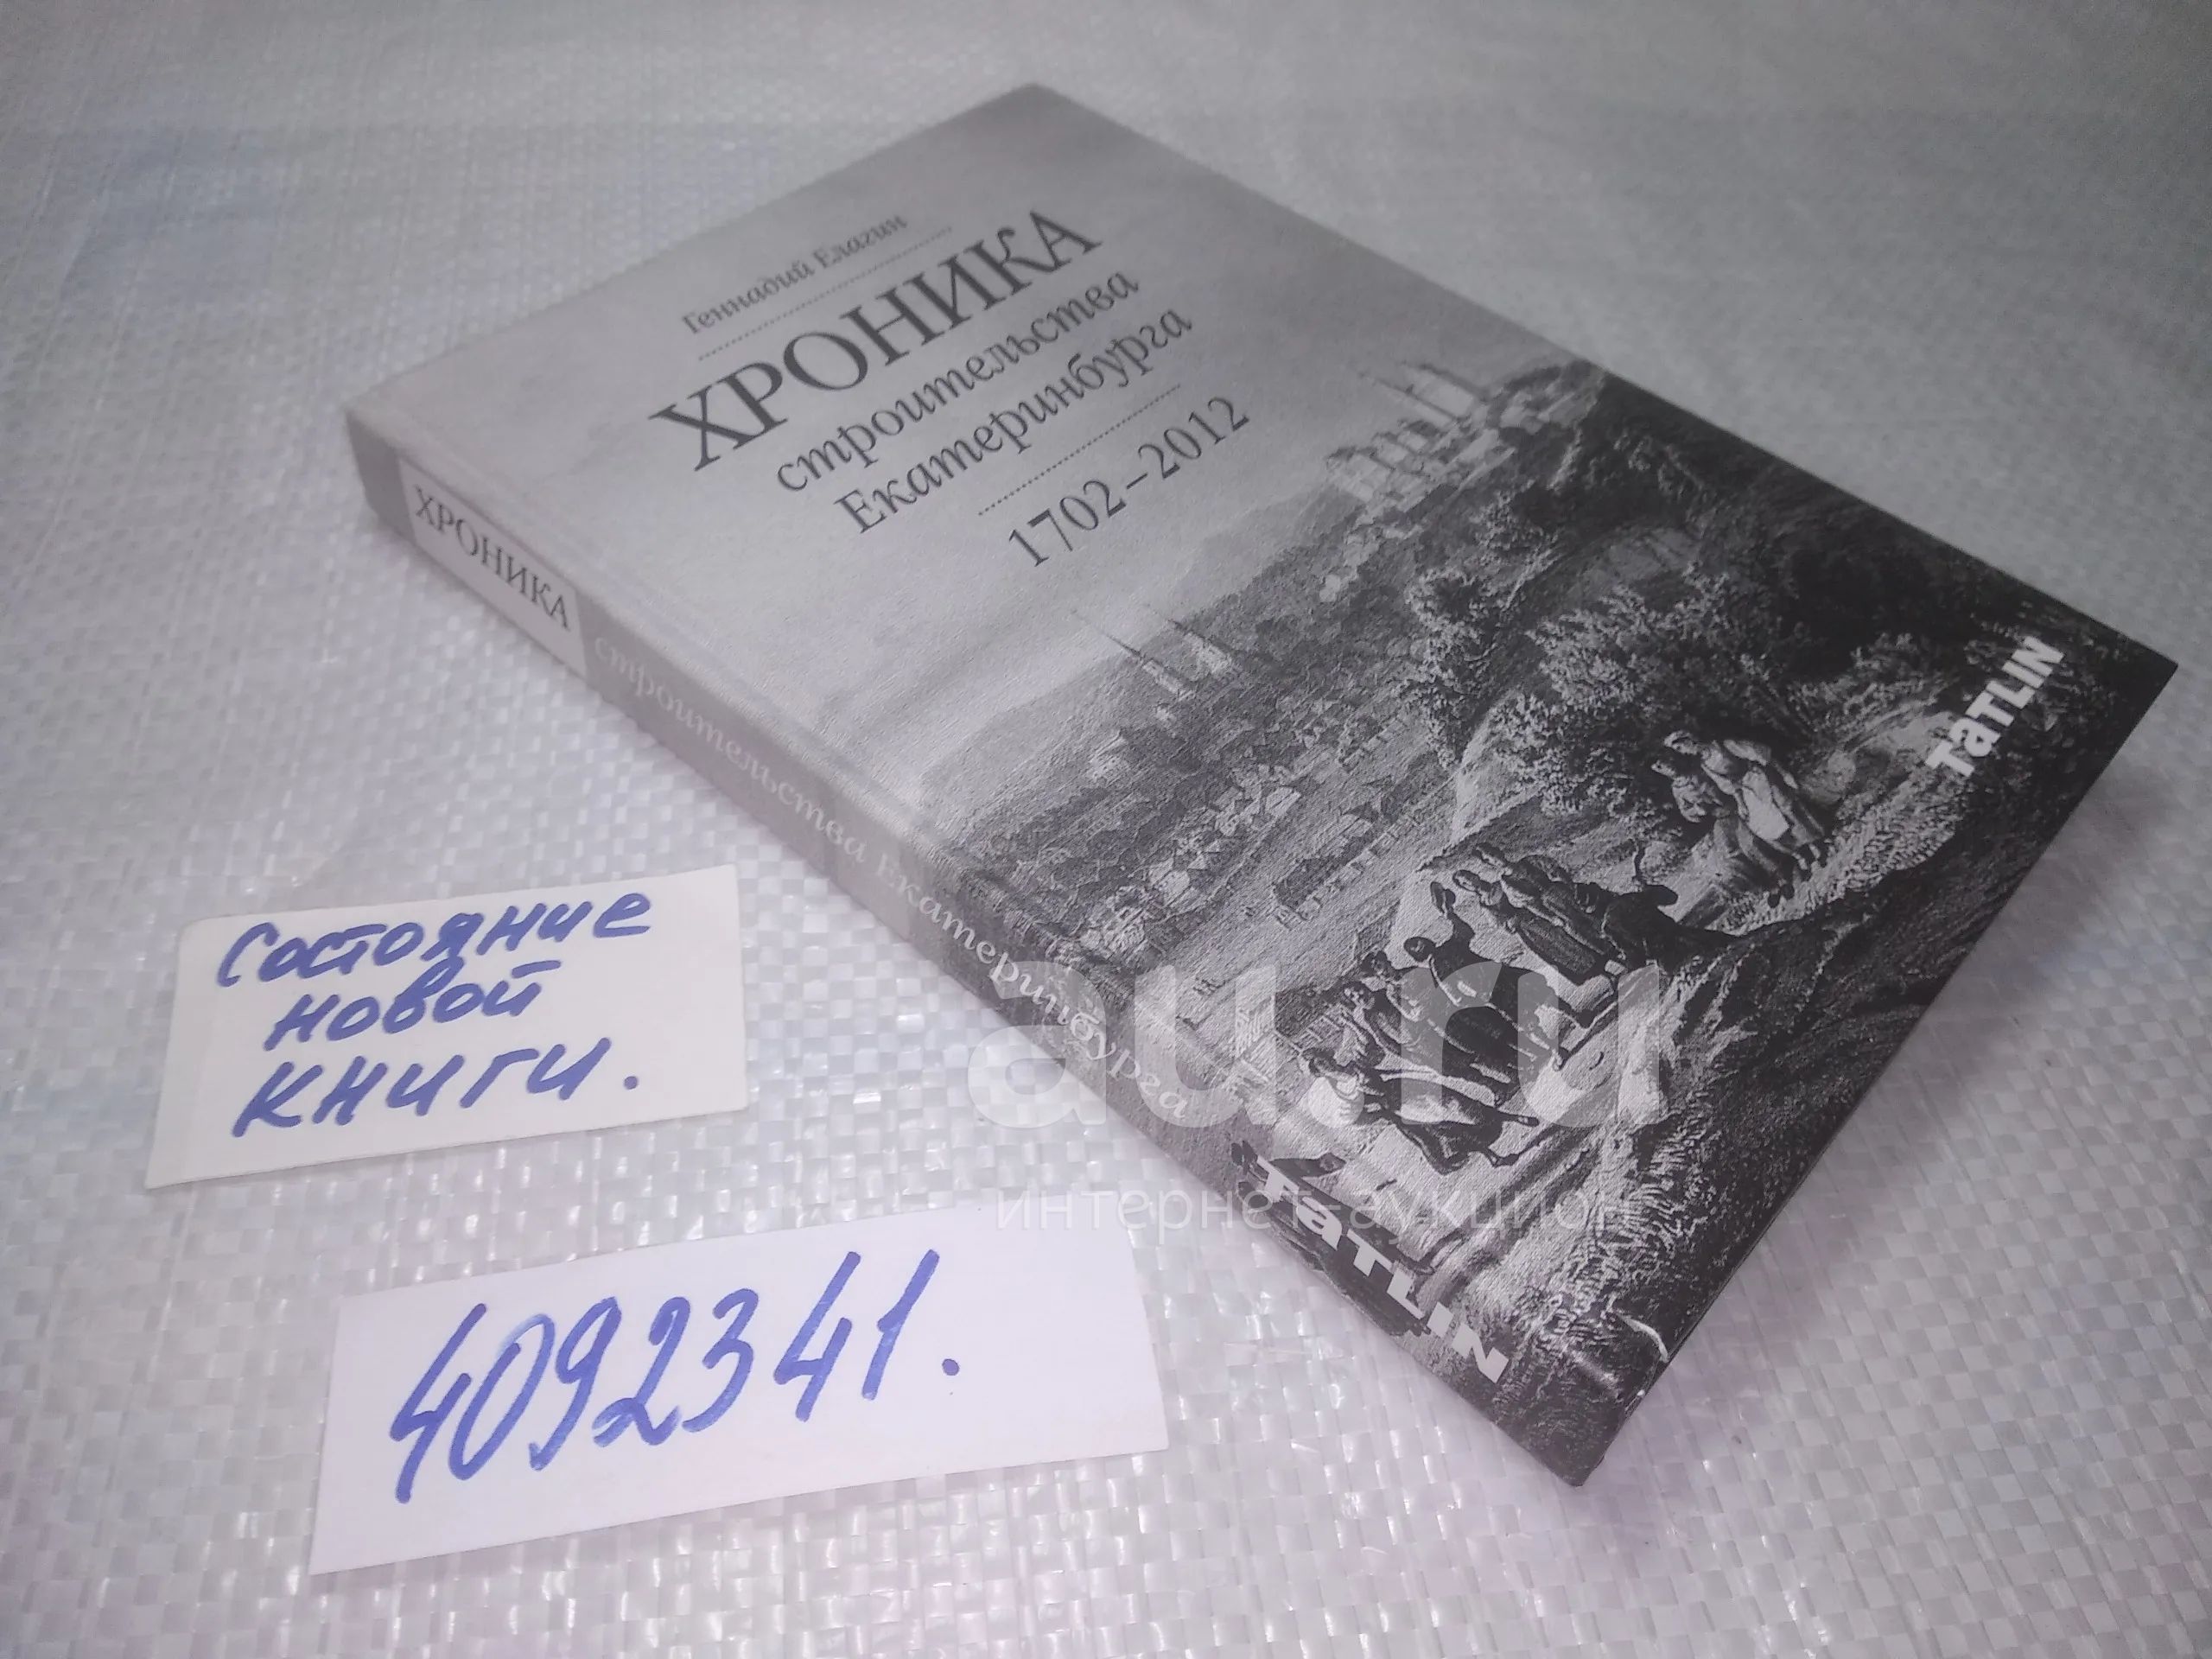 Геннадий Елагин
ХРОНИКА
строительства
Екатеринбурга
1702–2012
TATLIN
ХРОНИКА строительства Екатеринбурга
TATLIN
Состояние
новой
книги.
4092341.
au.ru
интернет-аукцион